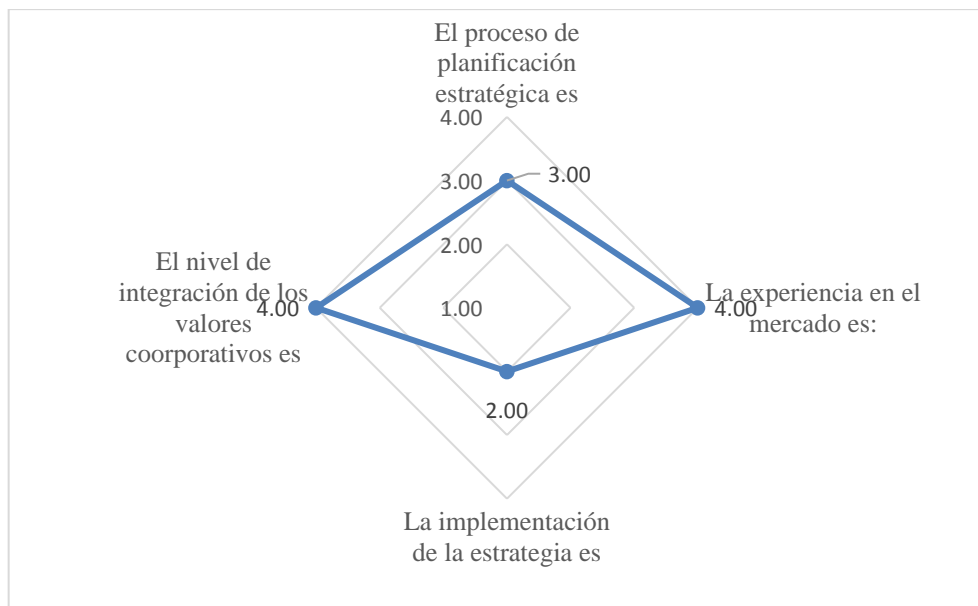 El proceso de
planificación
estratégica es
4.00
3.00
3.00
2.00
El nivel de
integración de los
valores
coorporativos es
4.00
1.00
4.00
La experiencia en el
mercado es:
2.00
La implementación
de la estrategia es